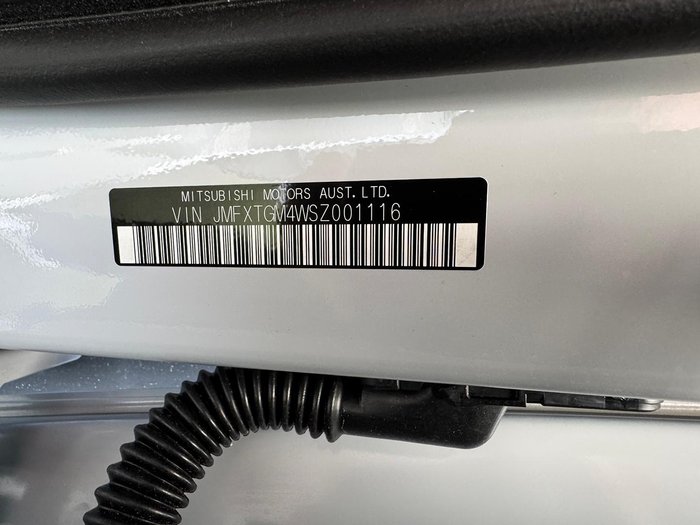 MITSUBISHI MOTORS AUST. LTD.
VIN JMFXTGM4WSZ001116